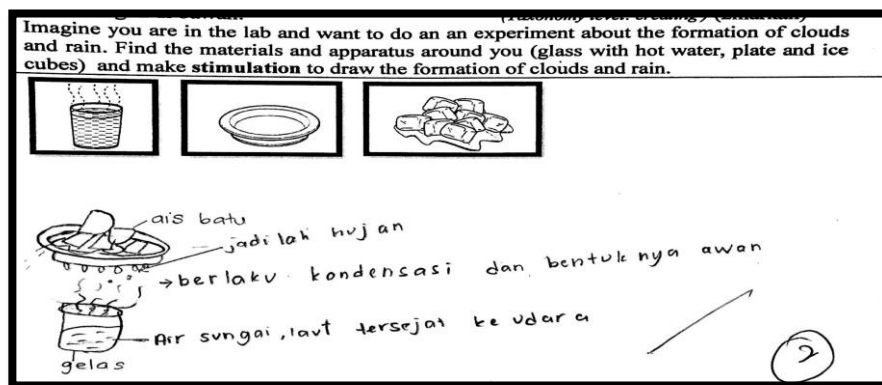 Imagine you are in the lab and want to do an an experiment about the formation of clouds
and rain. Find the materials and apparatus around you (glass with hot water, plate and ice
cubes) and make stimulation to draw the formation of clouds and rain.
ais batu
jadilah hujan
berlaku kondensasi dan bentuknya awan
Air sungai, laut tersejat ke udara
gelas
2